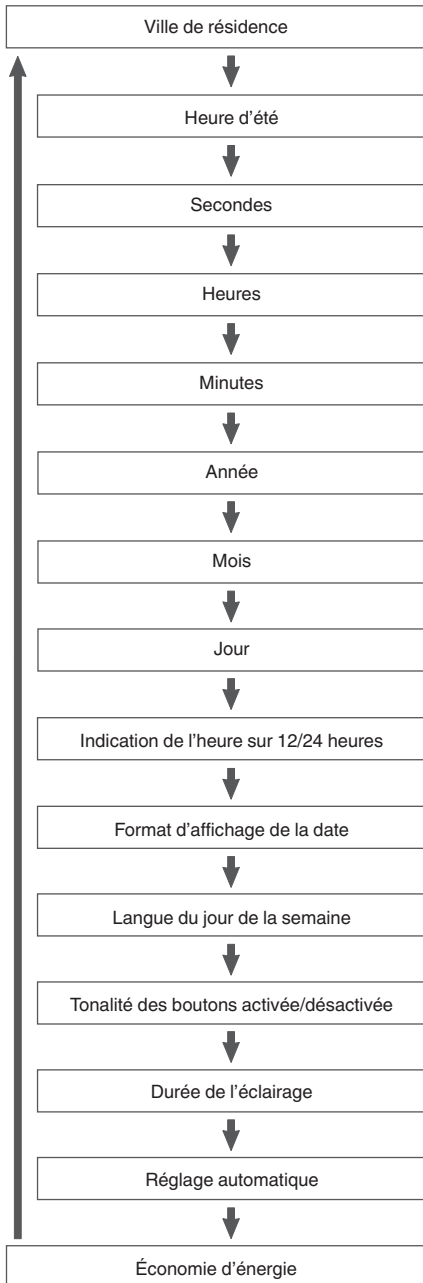 Ville de résidence
Heure d’été
Secondes
Heures
Minutes
Année
Mois
Jour
Indication de l’heure sur 12/24 heures
Format d’affichage de la date
Langue du jour de la semaine
Tonalité des boutons activée/désactivée
Durée de l’éclairage
Réglage automatique
Économie d’énergie